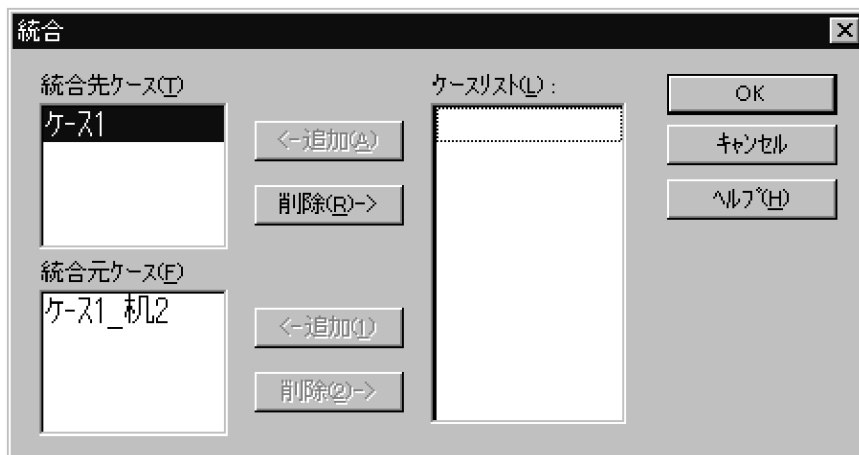 統合
統合先ケース(T)
ケース1
<-追加(A)
削除(R)->
統合元ケース(F)
ケース1_机2
<-追加(1)
削除(2)->
ケースリスト(L) :
OK
キャンセル
ヘルプ(H)